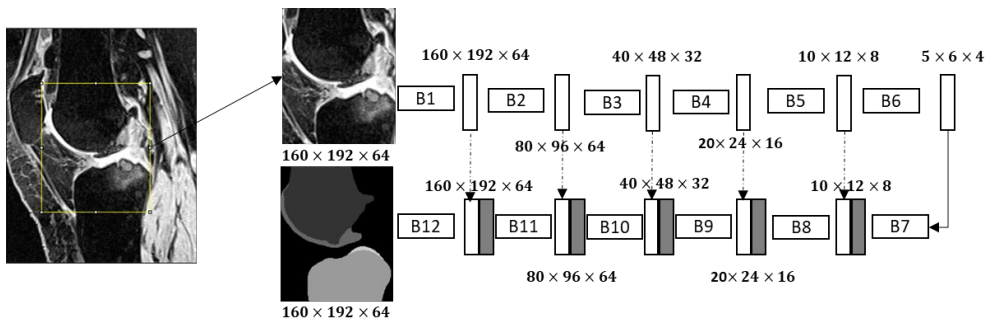 160 × 192 × 64
40 × 48 × 32
10 × 12 × 8
5 × 6 × 4
B1
B2
B3
B4
B5
B6
80 × 96 × 64
20 × 24 × 16
160 × 192 × 64
160 × 192 × 64
40 × 48 × 32
10 × 12 × 8
B12
B11
B10
B9
B8
B7
80 × 96 × 64
20 × 24 × 16
160 × 192 × 64